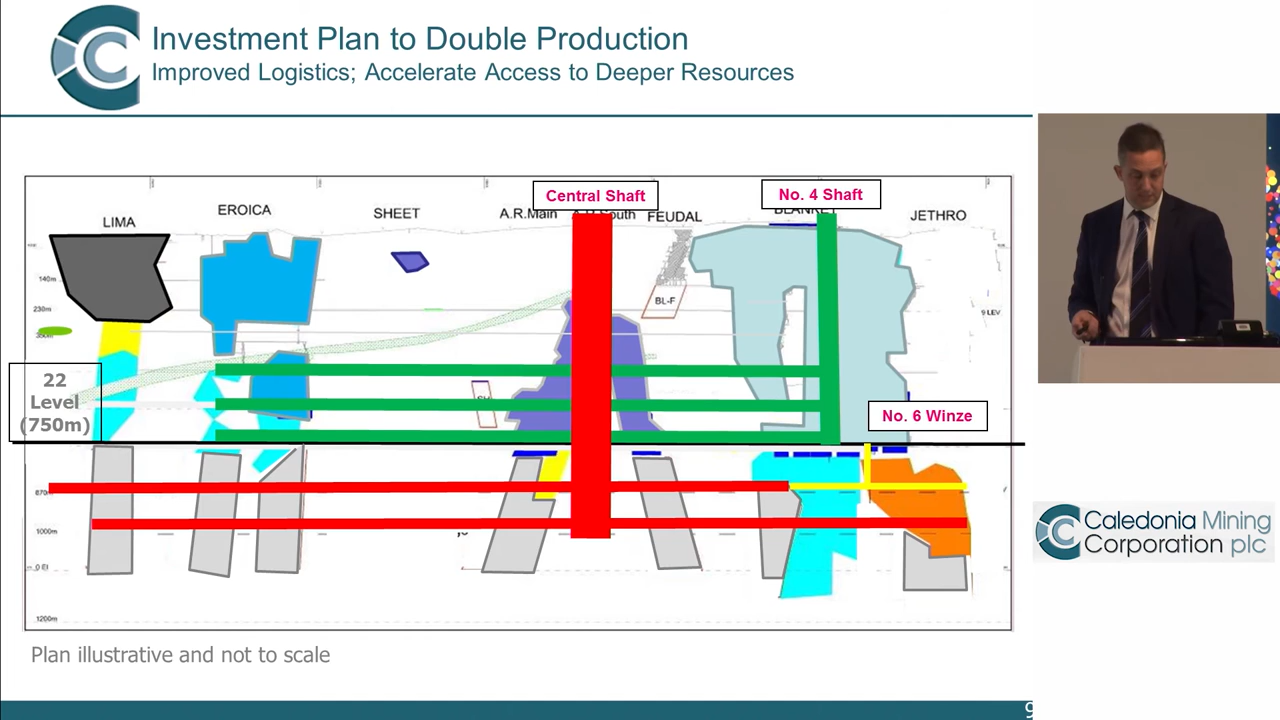 Investment Plan to Double Production
Improved Logistics; Accelerate Access to Deeper Resources
Central Shaft
No. 4 Shaft
LIMA
EROICA
SHEET
A.R.Main
South
FEUDAL
BLANKET
JETHRO
140m
230m
BL-F
9 LEV
350m
22
Level
(750m)
No. 6 Winze
870m
1000m
1200m
Plan illustrative and not to scale
9
Caledonia Mining
Corporation plc